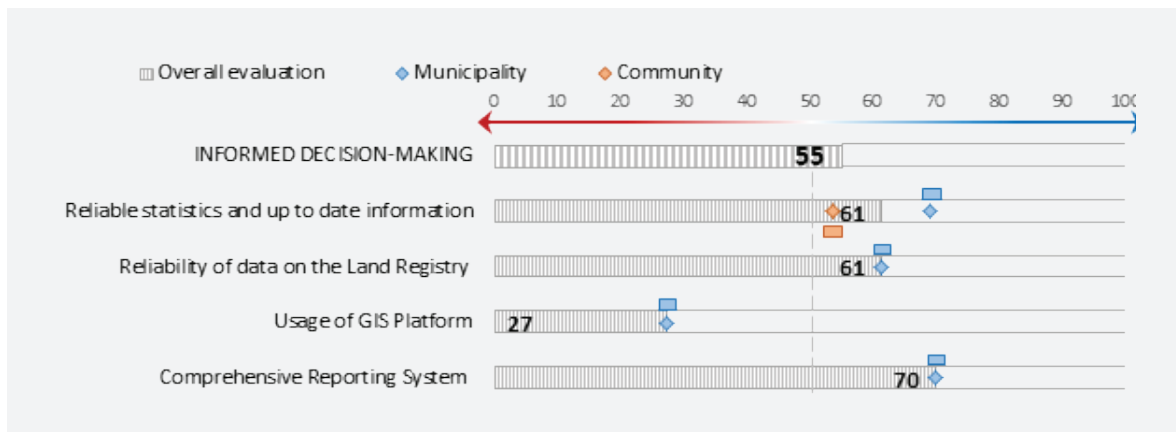 Overall evaluation Municipality Community
0 10 20 30 40 50 60 70 80 90 100
INFORMED DECISION-MAKING 55
Reliable statistics and up to date information 61
Reliability of data on the Land Registry 61
Usage of GIS Platform 27
Comprehensive Reporting System 70